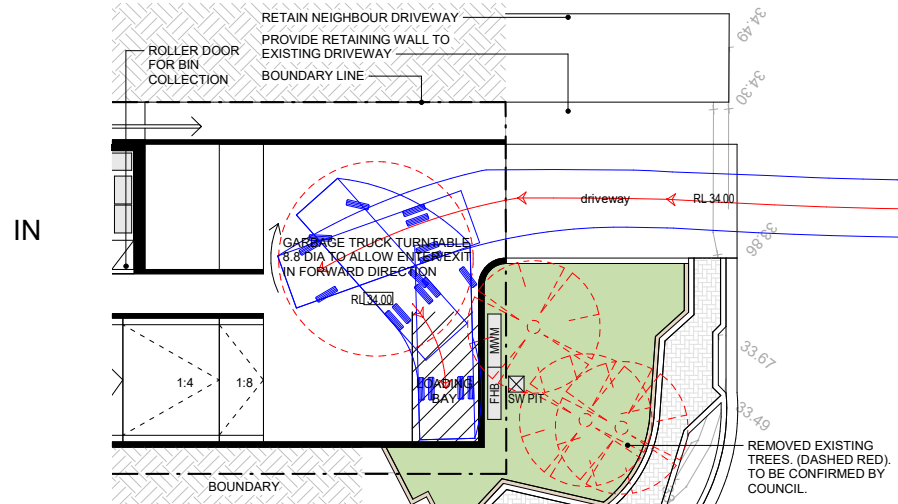 RETAIN NEIGHBOUR DRIVEWAY
PROVIDE RETAINING WALL TO
EXISTING DRIVEWAY
BOUNDARY LINE
ROLLER DOOR
FOR BIN
COLLECTION
34.49
34.30
IN
driveway
RL 34.00
33.86
GARBAGE TRUCK TURNTABLE
8.8 DIA TO ALLOW ENTER/EXIT
IN FORWARD DIRECTION
RL 34.00
MWM
33.67
1:4
1:8
LOADING
BAY
FHB
SW PIT
33.49
REMOVED EXISTING
TREES. (DASHED RED).
TO BE CONFIRMED BY
COUNCIL.
BOUNDARY